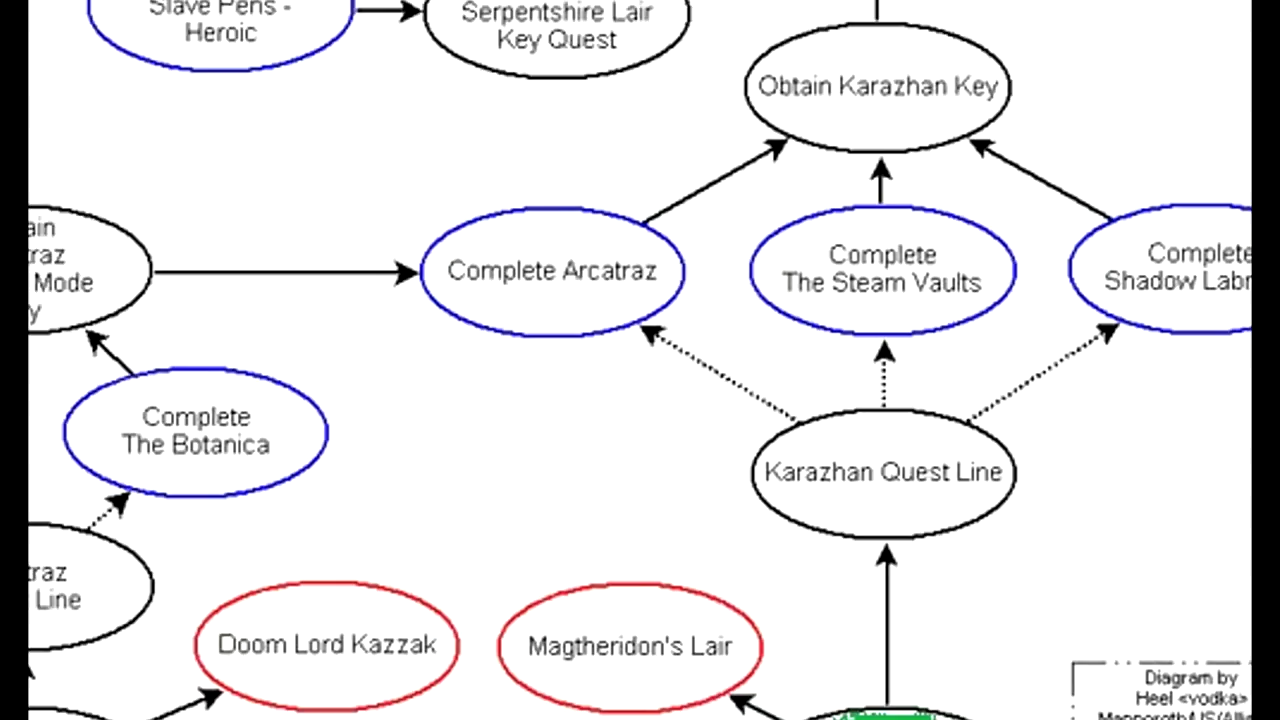 Slave Pens -
Heroic
Serpentshire Lair
Key Quest
Obtain Karazhan Key
Complete Arcatraz
Complete
The Steam Vaults
Complete
Shadow
Mode
Complete
The Botanica
Karazhan Quest Line
Line
Doom Lord Kazzak
Magtheridon's Lair
Diagram by
Heel <vodka>